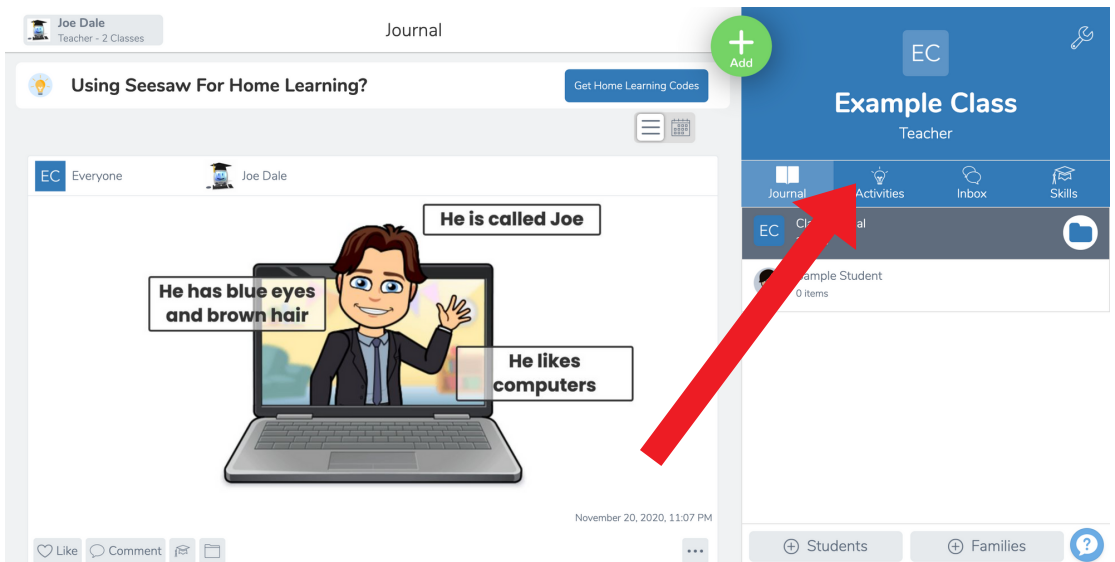 Joe Dale
Teacher - 2 Classes
Journal
Add
Using Seesaw For Home Learning?
Get Home Learning Codes
EC
Example Class
Teacher
Journal
Activities
Inbox
Skills
EC Everyone
Joe Dale
He is called Joe
He has blue eyes
and brown hair
He likes
computers
November 20, 2020, 11:07 PM
Like
Comment
EC
Student
0 items
Students
Families
?